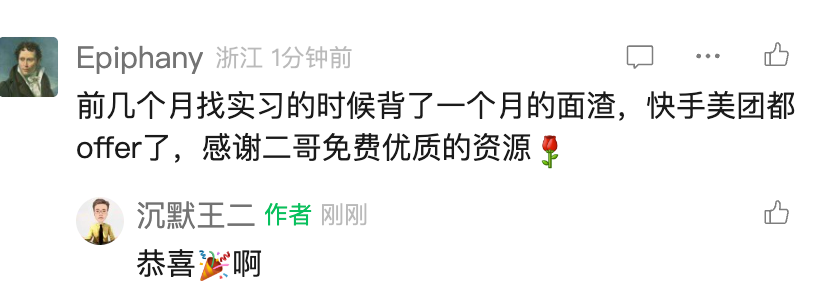 Epiphany 浙江 1分钟前
前几个月找实习的时候背了一个月的面渣，快手美团都
offer了，感谢二哥免费优质的资源🌹
沉默王二 作者 刚刚
恭喜🎉啊